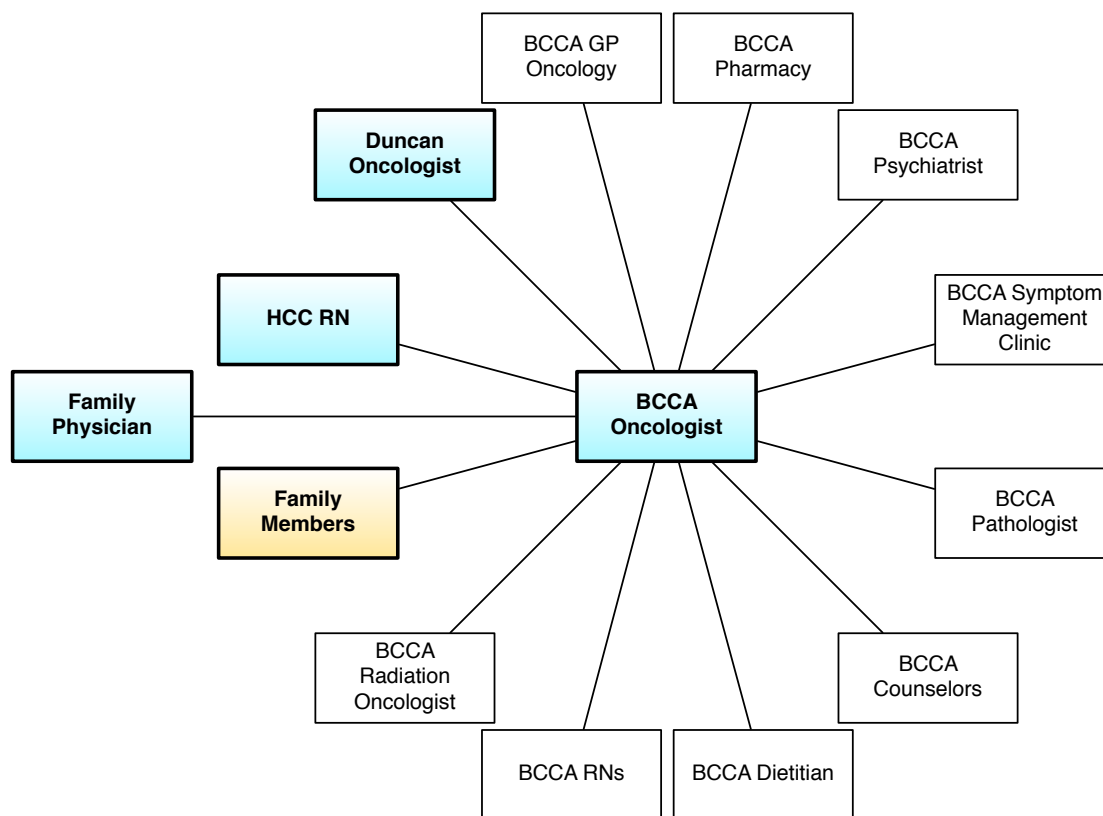 BCCA GP
Oncology
BCCA
Pharmacy
Duncan
Oncologist
BCCA
Psychiatrist
HCC RN
BCCA Symptom
Management
Clinic
Family
Physician
BCCA
Oncologist
Family
Members
BCCA
Pathologist
BCCA
Radiation
Oncologist
BCCA
Counselors
BCCA RNs
BCCA Dietitian